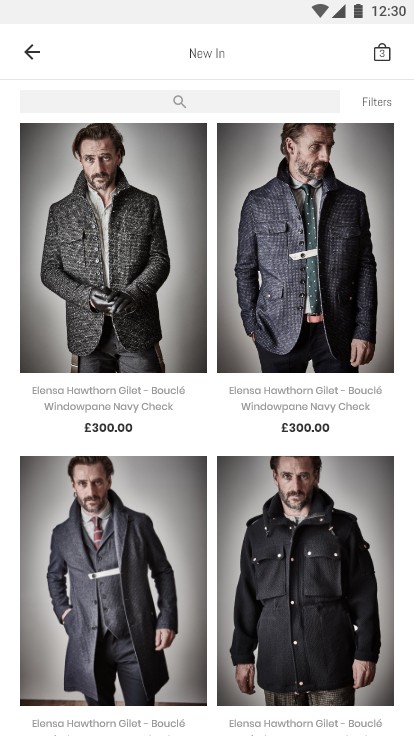 12:30
New In
3
Filters
Elensa Hawthorn Gilet - Bouclé
Windowpane Navy Check
£300.00
Elensa Hawthorn Gilet - Bouclé
Windowpane Navy Check
£300.00
Elensa Hawthorn Gilet - Bouclé
Elensa Hawthorn Gilet - Bouclé